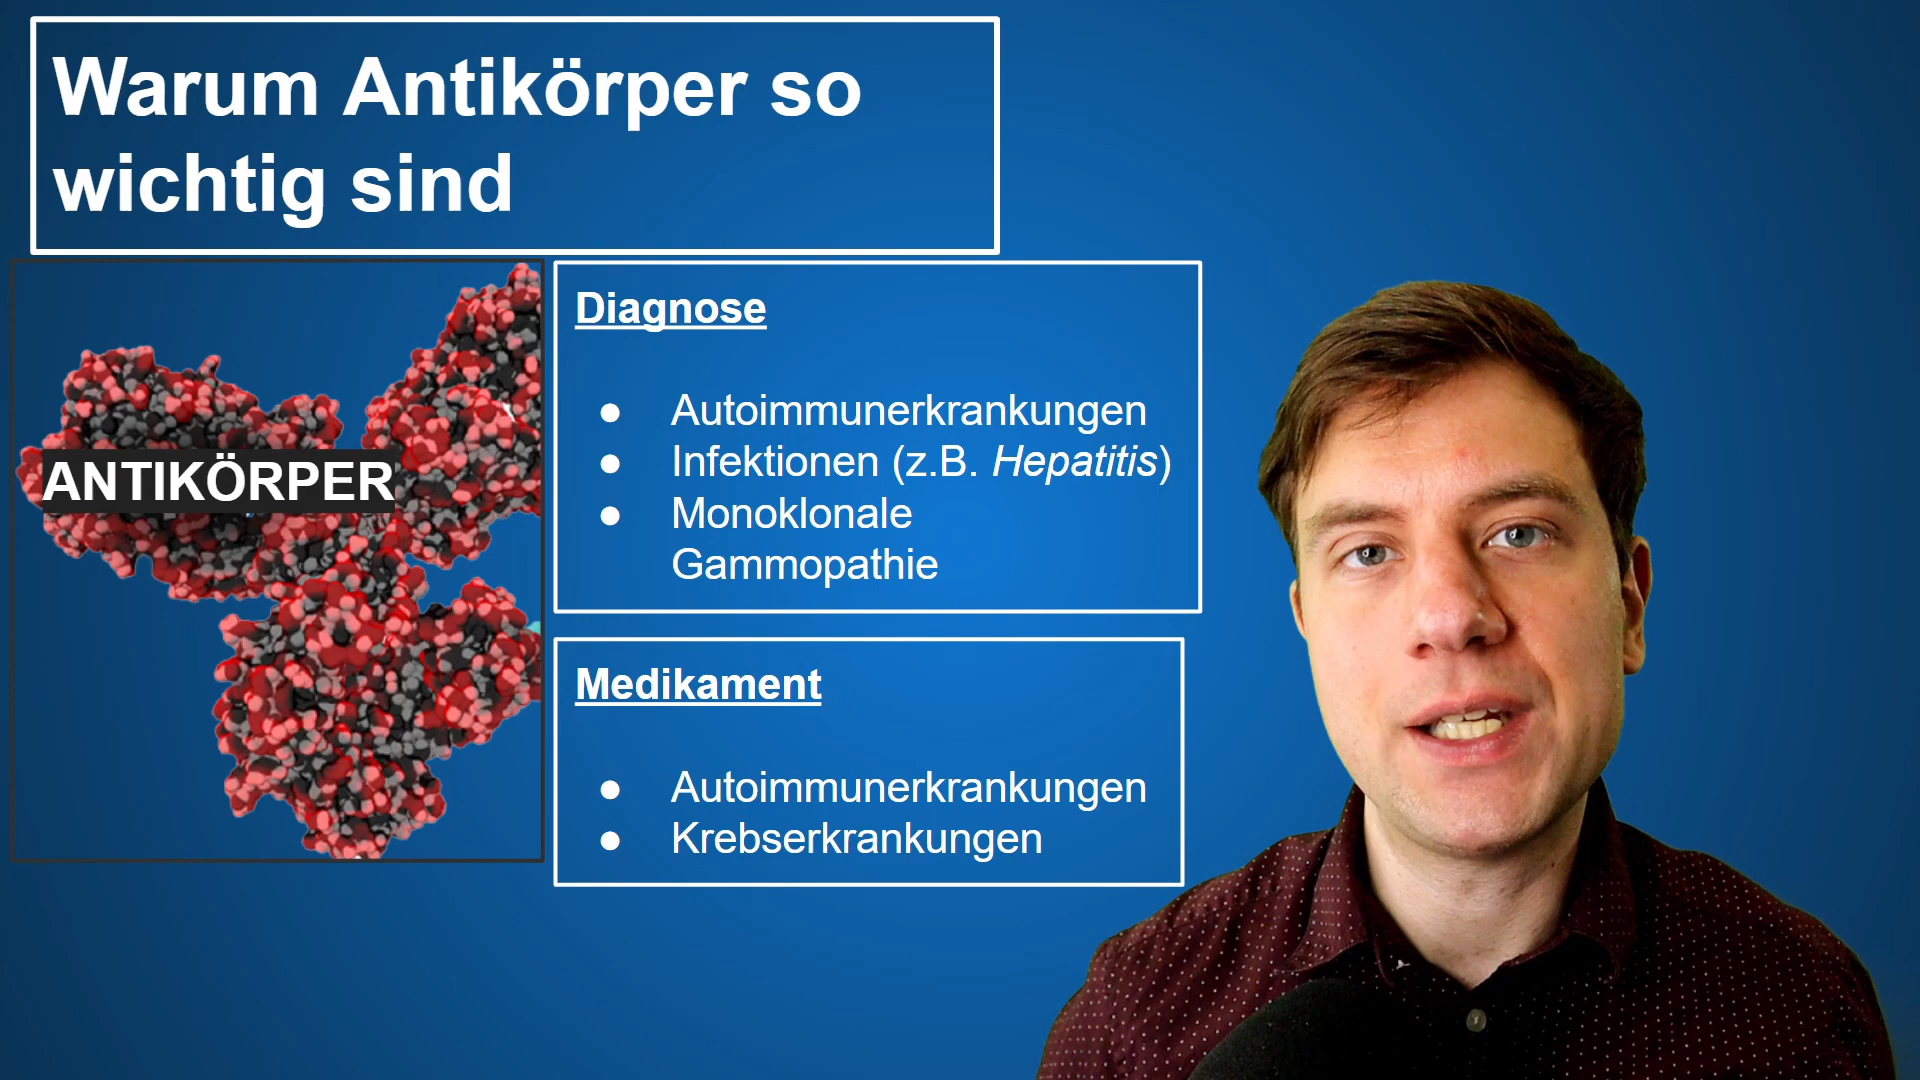 Warum Antikörper so
wichtig sind
ANTIKÖRPER
Diagnose
● Autoimmunerkrankungen
● Infektionen (z.B. Hepatitis)
● Monoklonale
Gammopathie
Medikament
● Autoimmunerkrankungen
● Krebserkrankungen